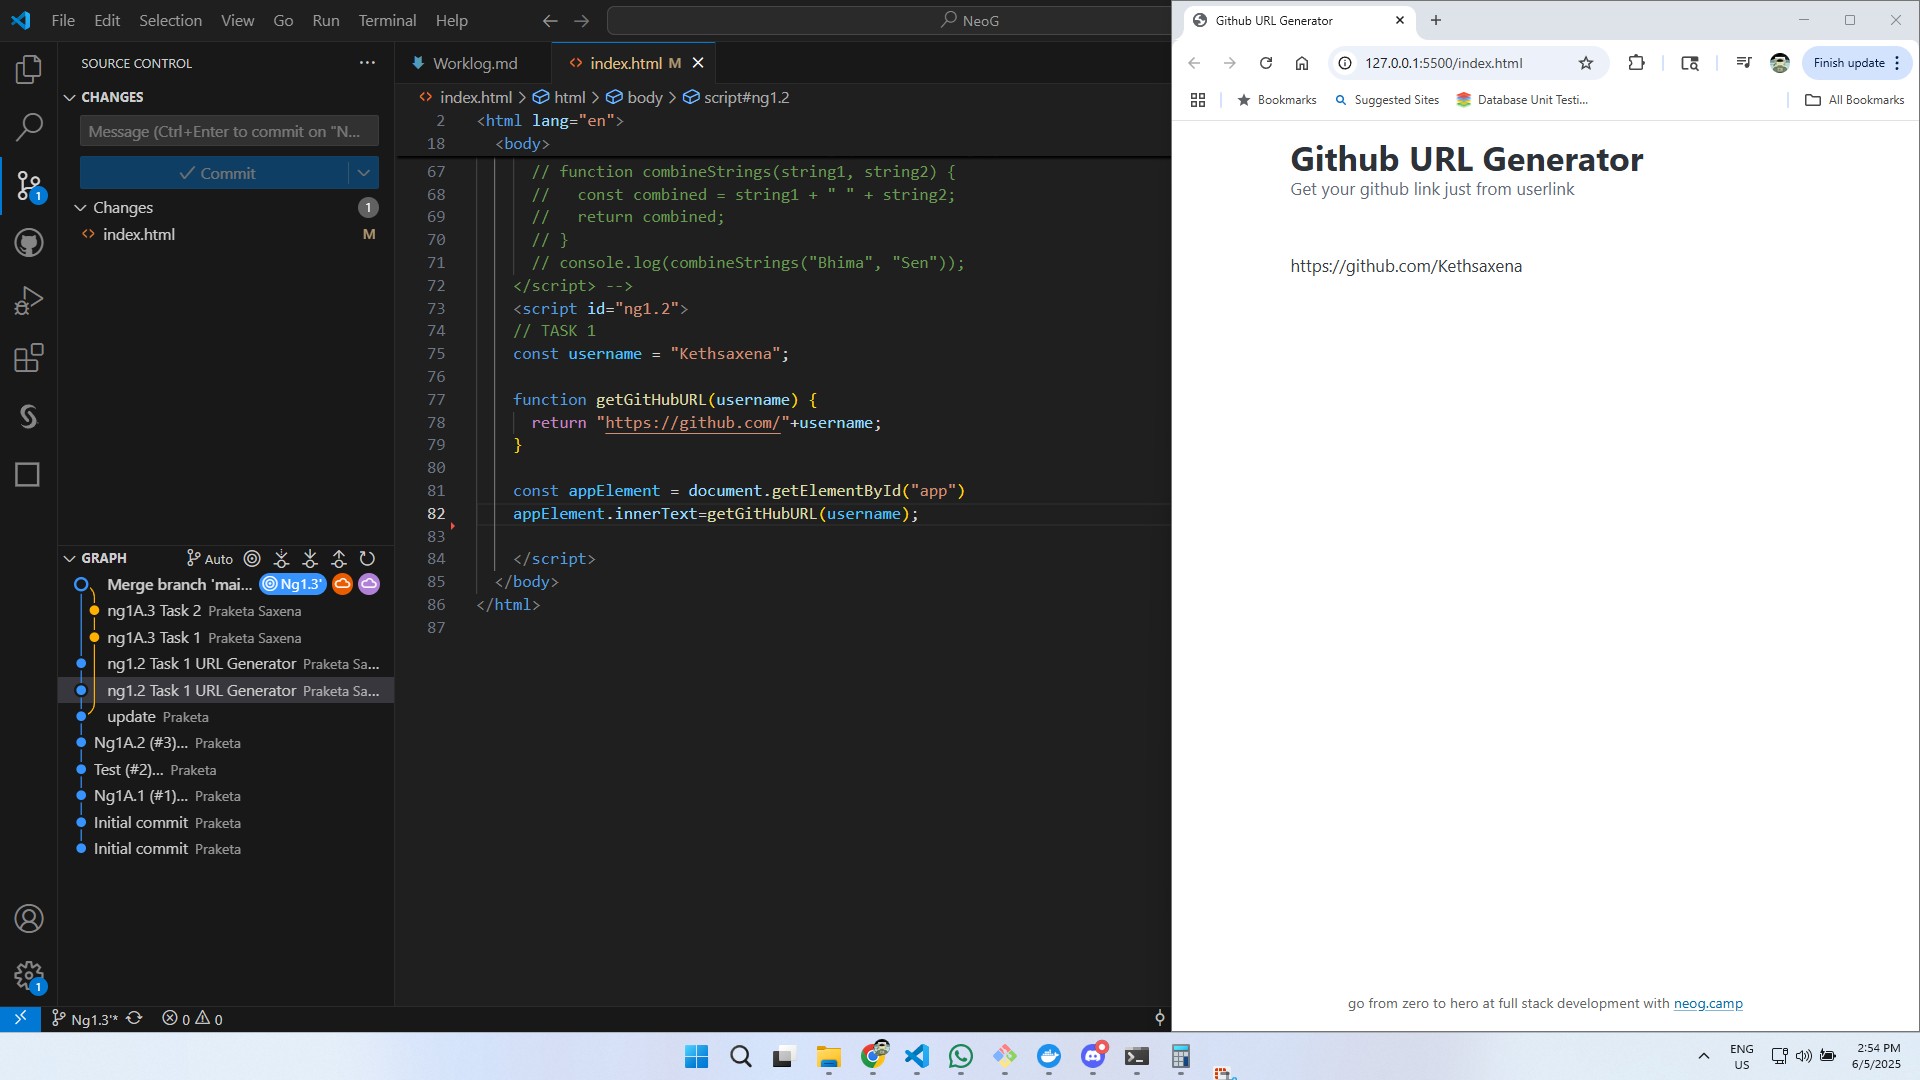 File Edit Selection View Go Run Terminal Help
NeoG
SOURCE CONTROL
CHANGES
Message (Ctrl+Enter to commit on "N...
Commit
Changes 1
index.html M
1
GRAPH Auto
Merge branch 'mai... Ng1.3'
ng1A.3 Task 2 Praketa Saxena
ng1A.3 Task 1 Praketa Saxena
ng1.2 Task 1 URL Generator Praketa Sa...
ng1.2 Task 1 URL Generator Praketa Sa...
update Praketa
Ng1A.2 (#3)... Praketa
Test (#2)... Praketa
Ng1A.1 (#1)... Praketa
Initial commit Praketa
Initial commit Praketa
1
Ng1.3'* 0 0
Worklog.md index.html M
index.html > html > body > script#ng1.2
2 <html lang="en">
18 <body>
67 // function combineStrings(string1, string2) {
68 // const combined = string1 + " " + string2;
69 // return combined;
70 // }
71 // console.log(combineStrings("Bhima", "Sen"));
72 </script> -->
73 <script id="ng1.2">
74 // TASK 1
75 const username = "Kethsaxena";
76
77 function getGitHubURL(username) {
78 return "https://github.com/"+username;
79 }
80
81 const appElement = document.getElementById("app")
82 appElement.innerText=getGitHubURL(username);
83
84 </script>
85 </body>
86 </html>
87
Github URL Generator
127.0.0.1:5500/index.html
Finish update
Bookmarks Suggested Sites Database Unit Testi... All Bookmarks
Github URL Generator
Get your github link just from userlink
https://github.com/Kethsaxena
go from zero to hero at full stack development with neog.camp
ENG
US
2:54 PM
6/5/2025